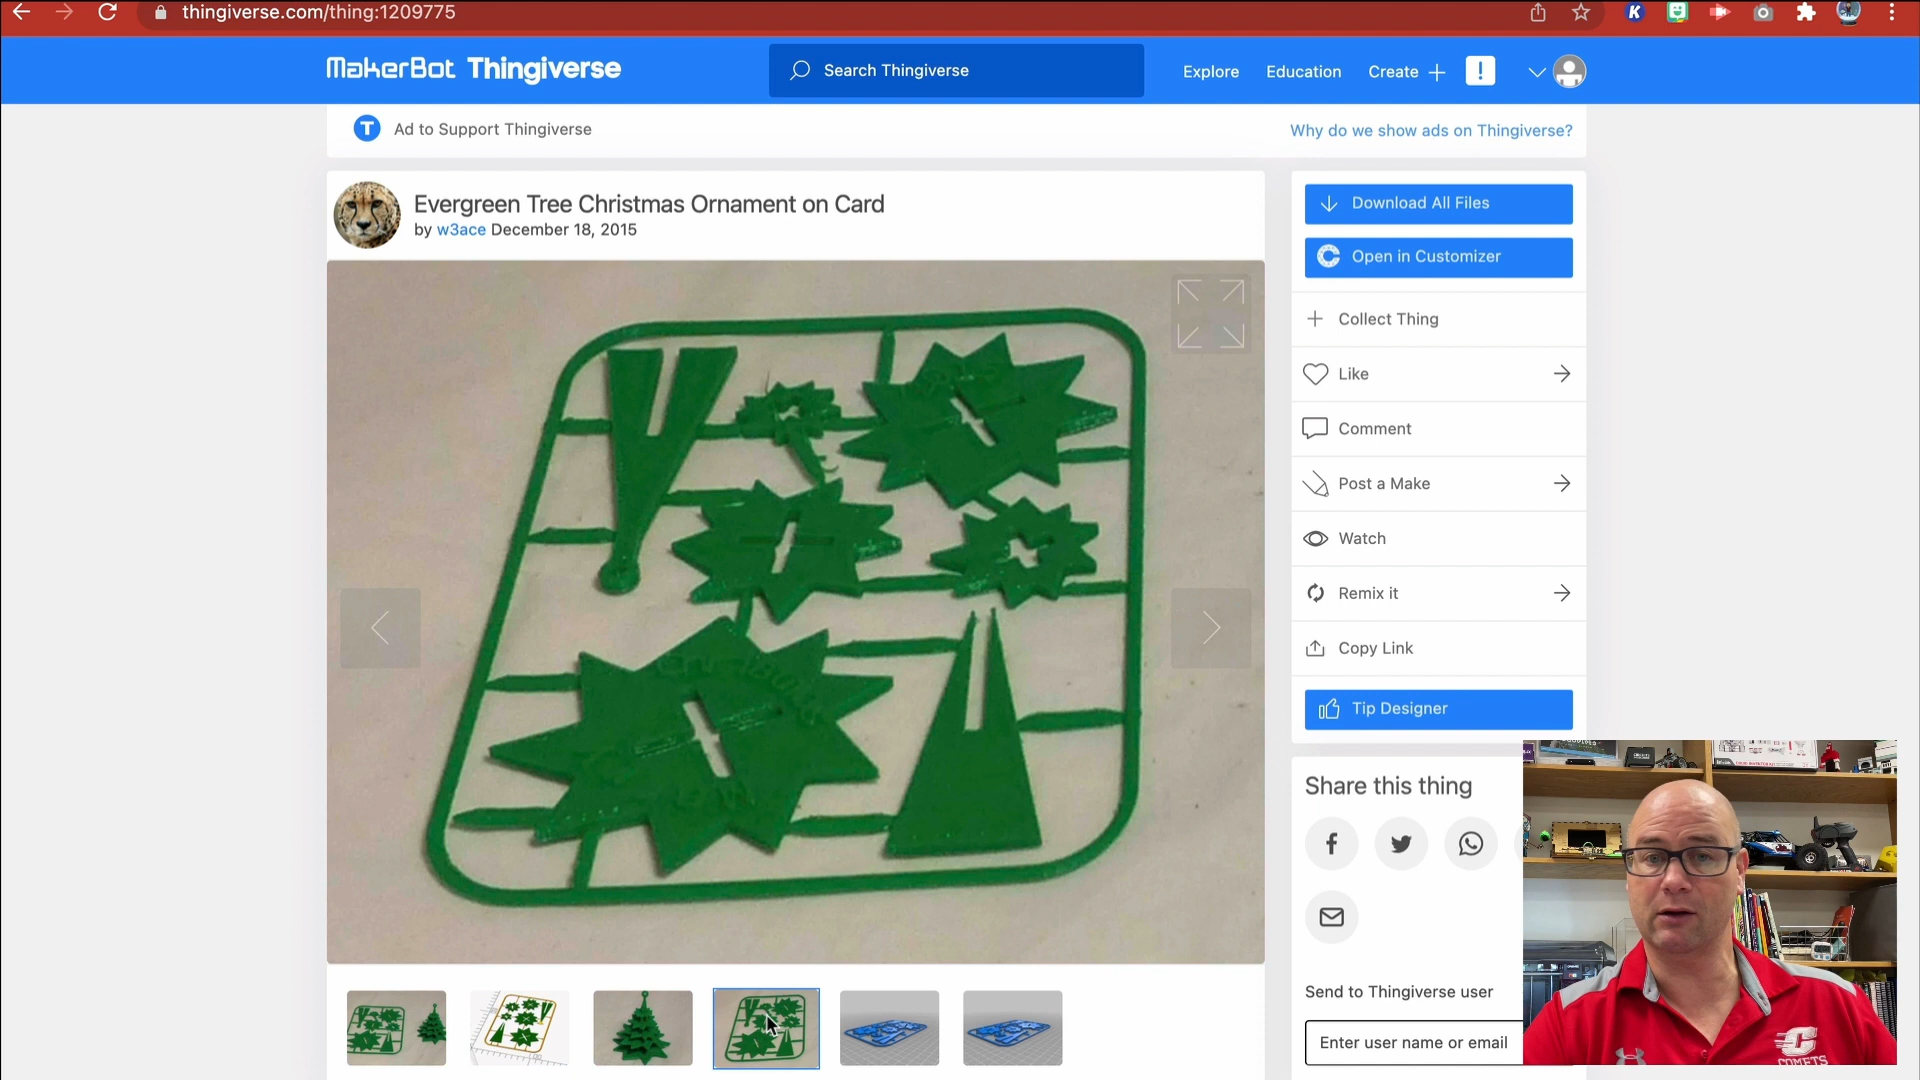 thingiverse.com/thing:1209775
MakerBot Thingiverse
Search Thingiverse
Explore
Education
Create
Ad to Support Thingiverse
Why do we show ads on Thingiverse?
Evergreen Tree Christmas Ornament on Card
by w3ace December 18, 2015
Download All Files
Open in Customizer
Collect Thing
Like
Comment
Post a Make
Watch
Remix it
Copy Link
Tip Designer
Share this thing
Send to Thingiverse user
Enter user name or email
COMETS